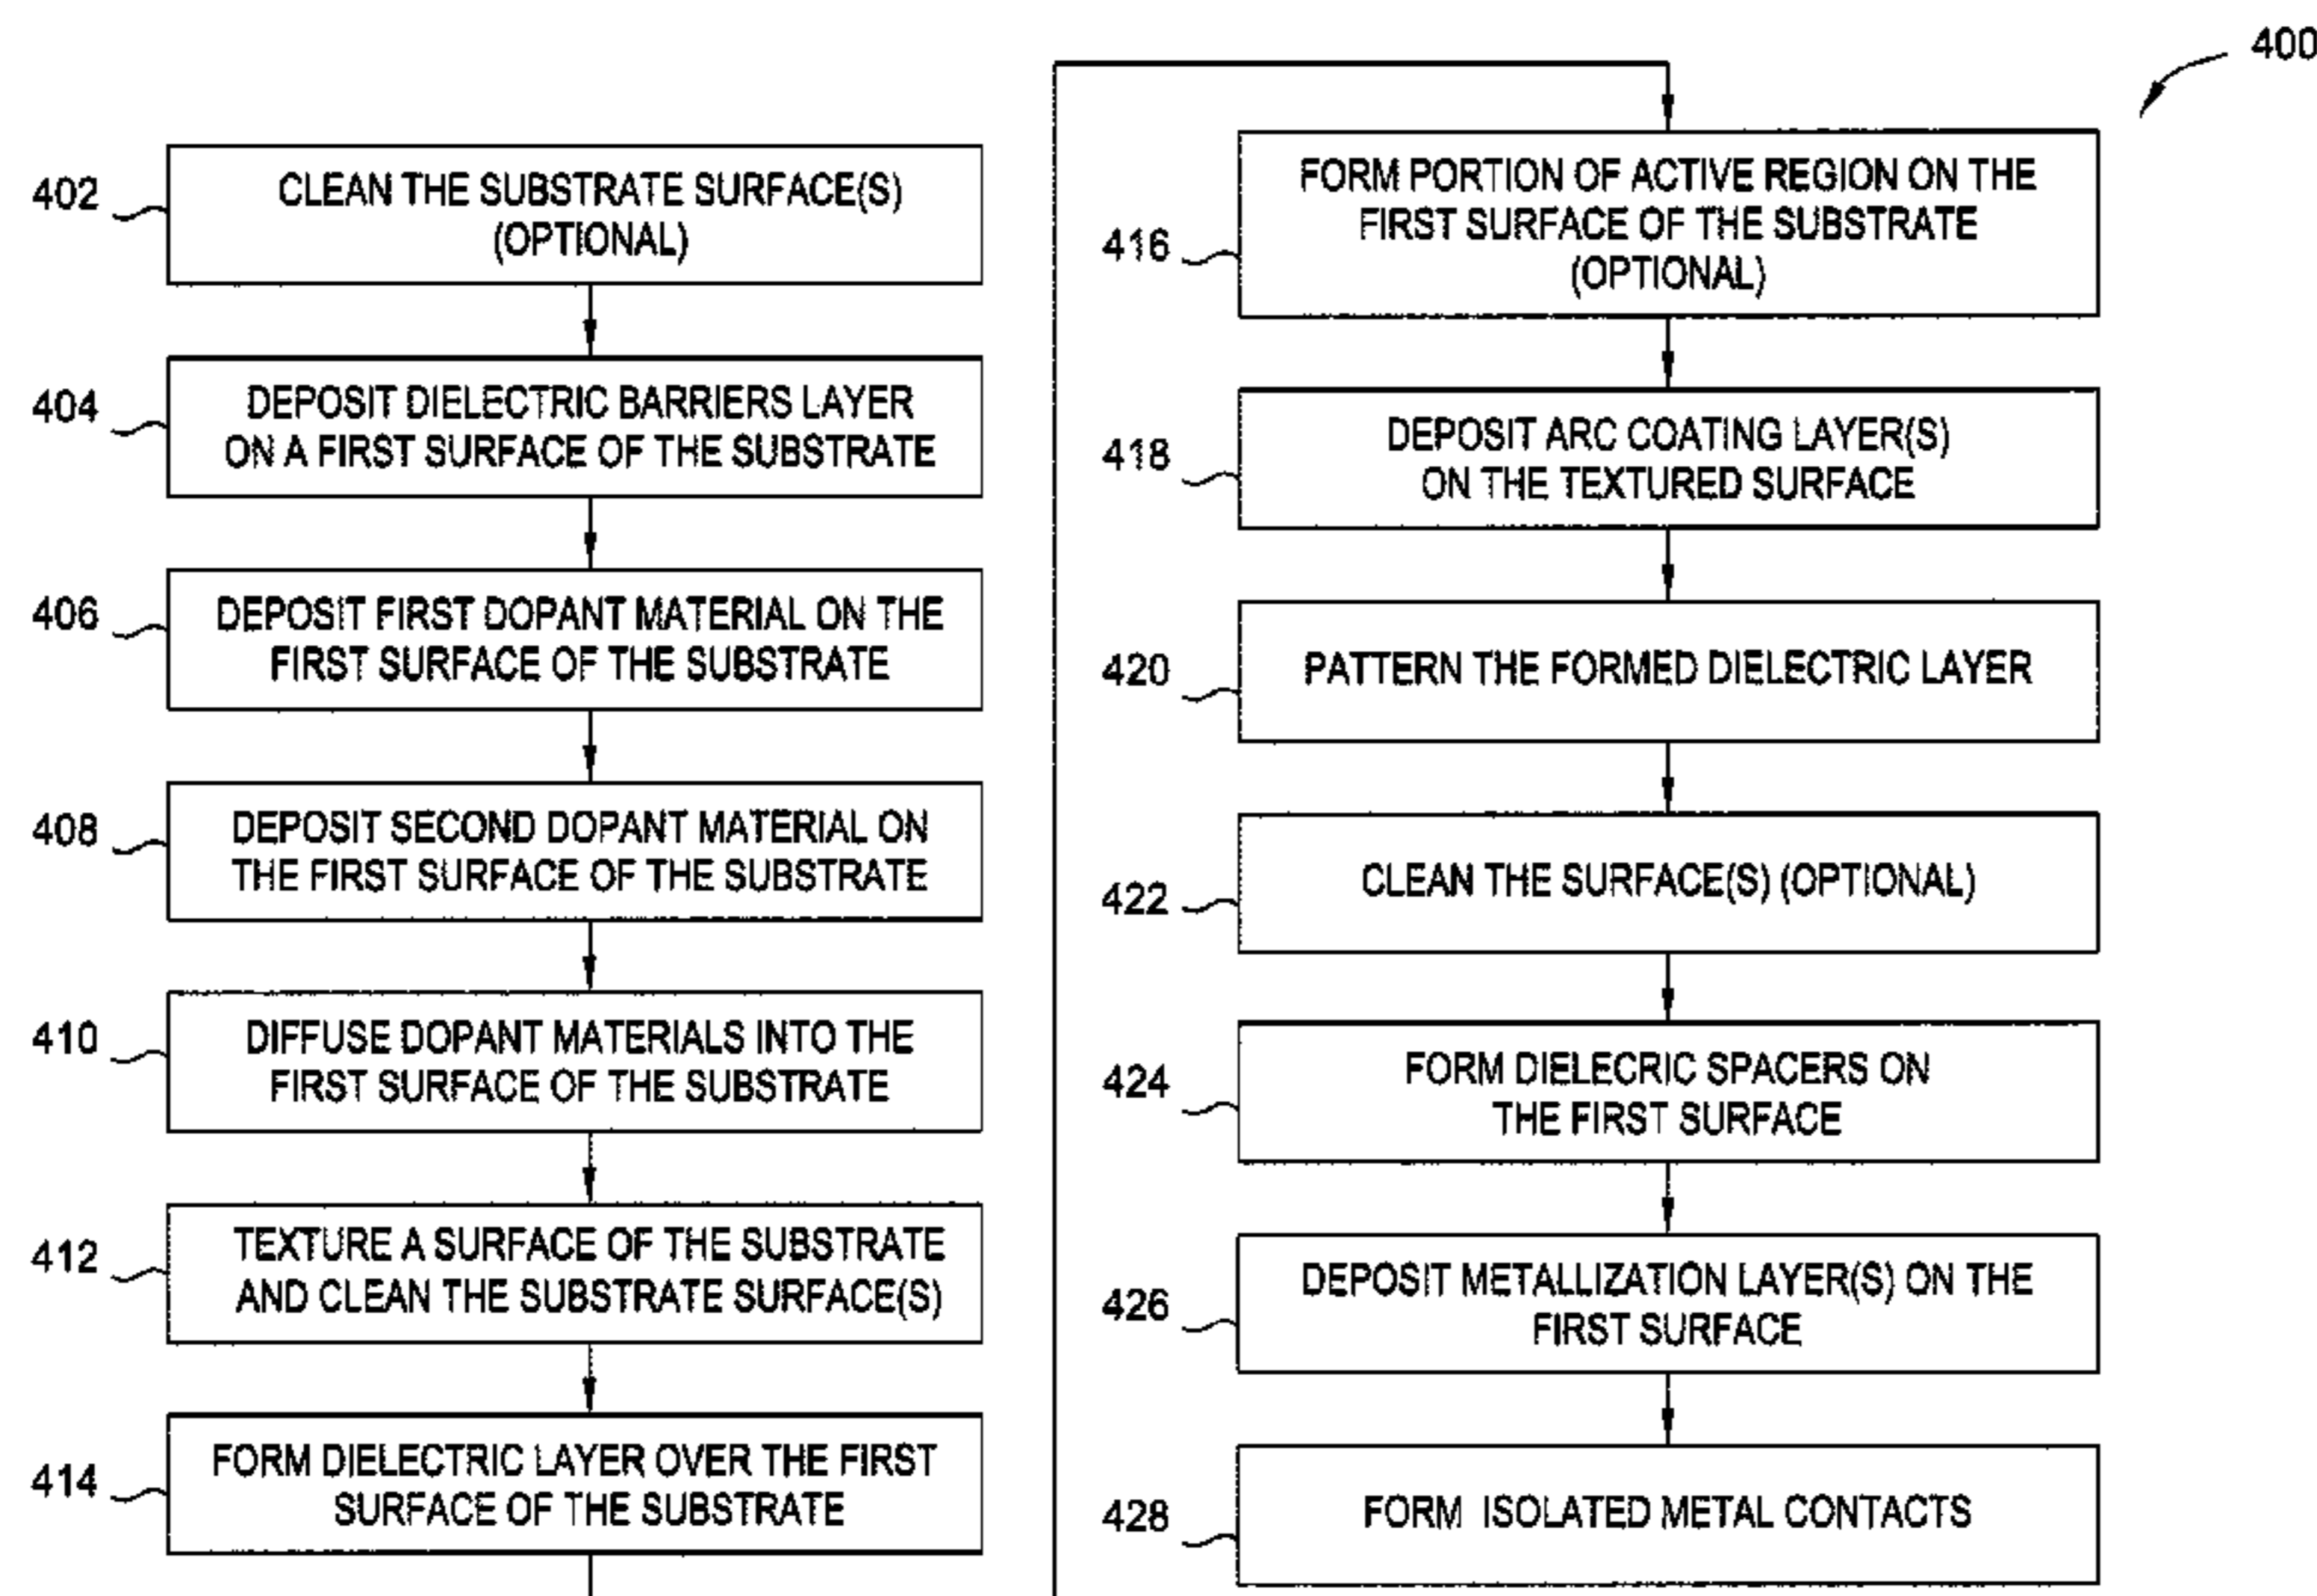 400
402
CLEAN THE SUBSTRATE SURFACE(S)
(OPTIONAL)
404
DEPOSIT DIELECTRIC BARRIERS LAYER
ON A FIRST SURFACE OF THE SUBSTRATE
406
DEPOSIT FIRST DOPANT MATERIAL ON THE
FIRST SURFACE OF THE SUBSTRATE
408
DEPOSIT SECOND DOPANT MATERIAL ON
THE FIRST SURFACE OF THE SUBSTRATE
410
DIFFUSE DOPANT MATERIALS INTO THE
FIRST SURFACE OF THE SUBSTRATE
412
TEXTURE A SURFACE OF THE SUBSTRATE
AND CLEAN THE SUBSTRATE SURFACE(S)
414
FORM DIELECTRIC LAYER OVER THE FIRST
SURFACE OF THE SUBSTRATE
416
FORM PORTION OF ACTIVE REGION ON THE
FIRST SURFACE OF THE SUBSTRATE
(OPTIONAL)
418
DEPOSIT ARC COATING LAYER(S)
ON THE TEXTURED SURFACE
420
PATTERN THE FORMED DIELECTRIC LAYER
422
CLEAN THE SURFACE(S) (OPTIONAL)
424
FORM DIELECRIC SPACERS ON
THE FIRST SURFACE
426
DEPOSIT METALLIZATION LAYER(S) ON THE
FIRST SURFACE
428
FORM ISOLATED METAL CONTACTS